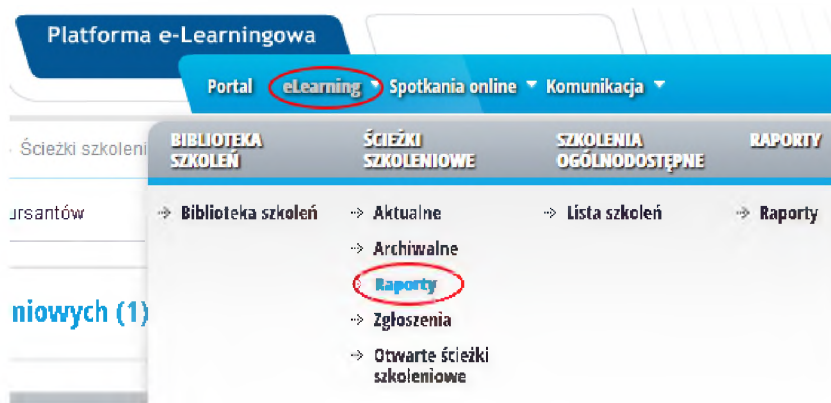 Platforma e-Learningowa
Portal eLearning Spotkania online Komunikacja
Ścieżki szkoleni
BIBLIOTEKA SZKOLEŃ
ŚCIEŻKI SZKOLENIOWE
SZKOLENIA OGÓLNODOSTĘPNE
RAPORTY
ursantów
Biblioteka szkoleń
Aktualne
Lista szkoleń
Raporty
Archiwalne
Raporty
niowych (1)
Zgłoszenia
Otwarte ścieżki
szkoleniowe